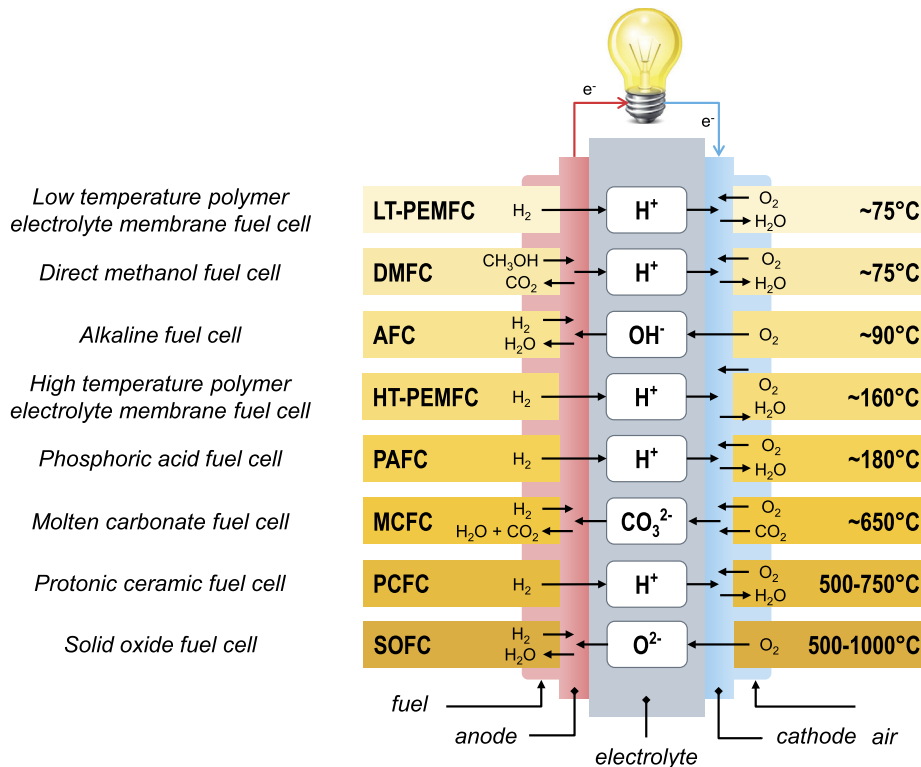 e⁻
e⁻
Low temperature polymer
electrolyte membrane fuel cell
LT-PEMFC
H₂
H⁺
O₂
H₂O
~75°C
Direct methanol fuel cell
DMFC
CH₃OH
CO₂
H⁺
O₂
H₂O
~75°C
Alkaline fuel cell
AFC
H₂
H₂O
OH⁻
O₂
~90°C
High temperature polymer
electrolyte membrane fuel cell
HT-PEMFC
H₂
H⁺
O₂
H₂O
~160°C
Phosphoric acid fuel cell
PAFC
H₂
H⁺
O₂
H₂O
~180°C
Molten carbonate fuel cell
MCFC
H₂
H₂O + CO₂
CO₃²⁻
O₂
CO₂
~650°C
Protonic ceramic fuel cell
PCFC
H₂
H⁺
O₂
H₂O
500-750°C
Solid oxide fuel cell
SOFC
H₂
H₂O
O²⁻
O₂
500-1000°C
fuel
anode
electrolyte
cathode
air